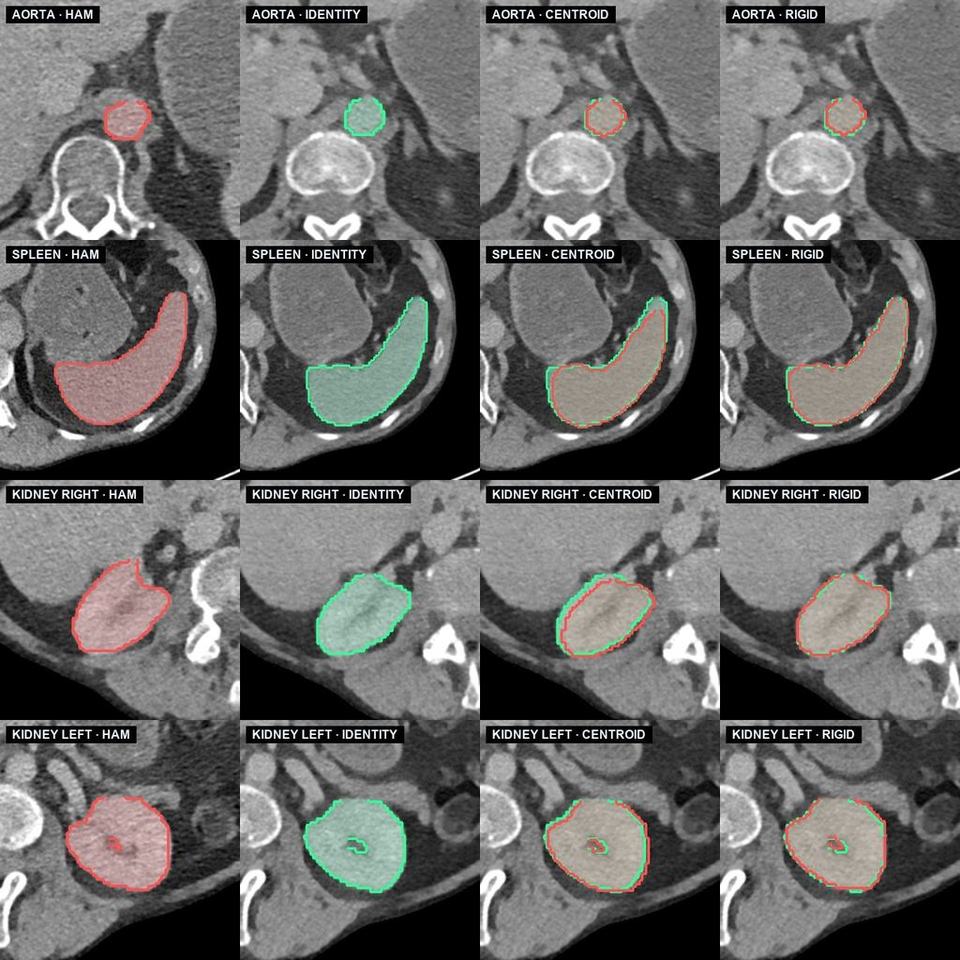 AORTA · HAM
AORTA · IDENTITY
AORTA · CENTROID
AORTA · RIGID
SPLEEN · HAM
SPLEEN · IDENTITY
SPLEEN · CENTROID
SPLEEN · RIGID
KIDNEY RIGHT · HAM
KIDNEY RIGHT · IDENTITY
KIDNEY RIGHT · CENTROID
KIDNEY RIGHT · RIGID
KIDNEY LEFT · HAM
KIDNEY LEFT · IDENTITY
KIDNEY LEFT · CENTROID
KIDNEY LEFT · RIGID